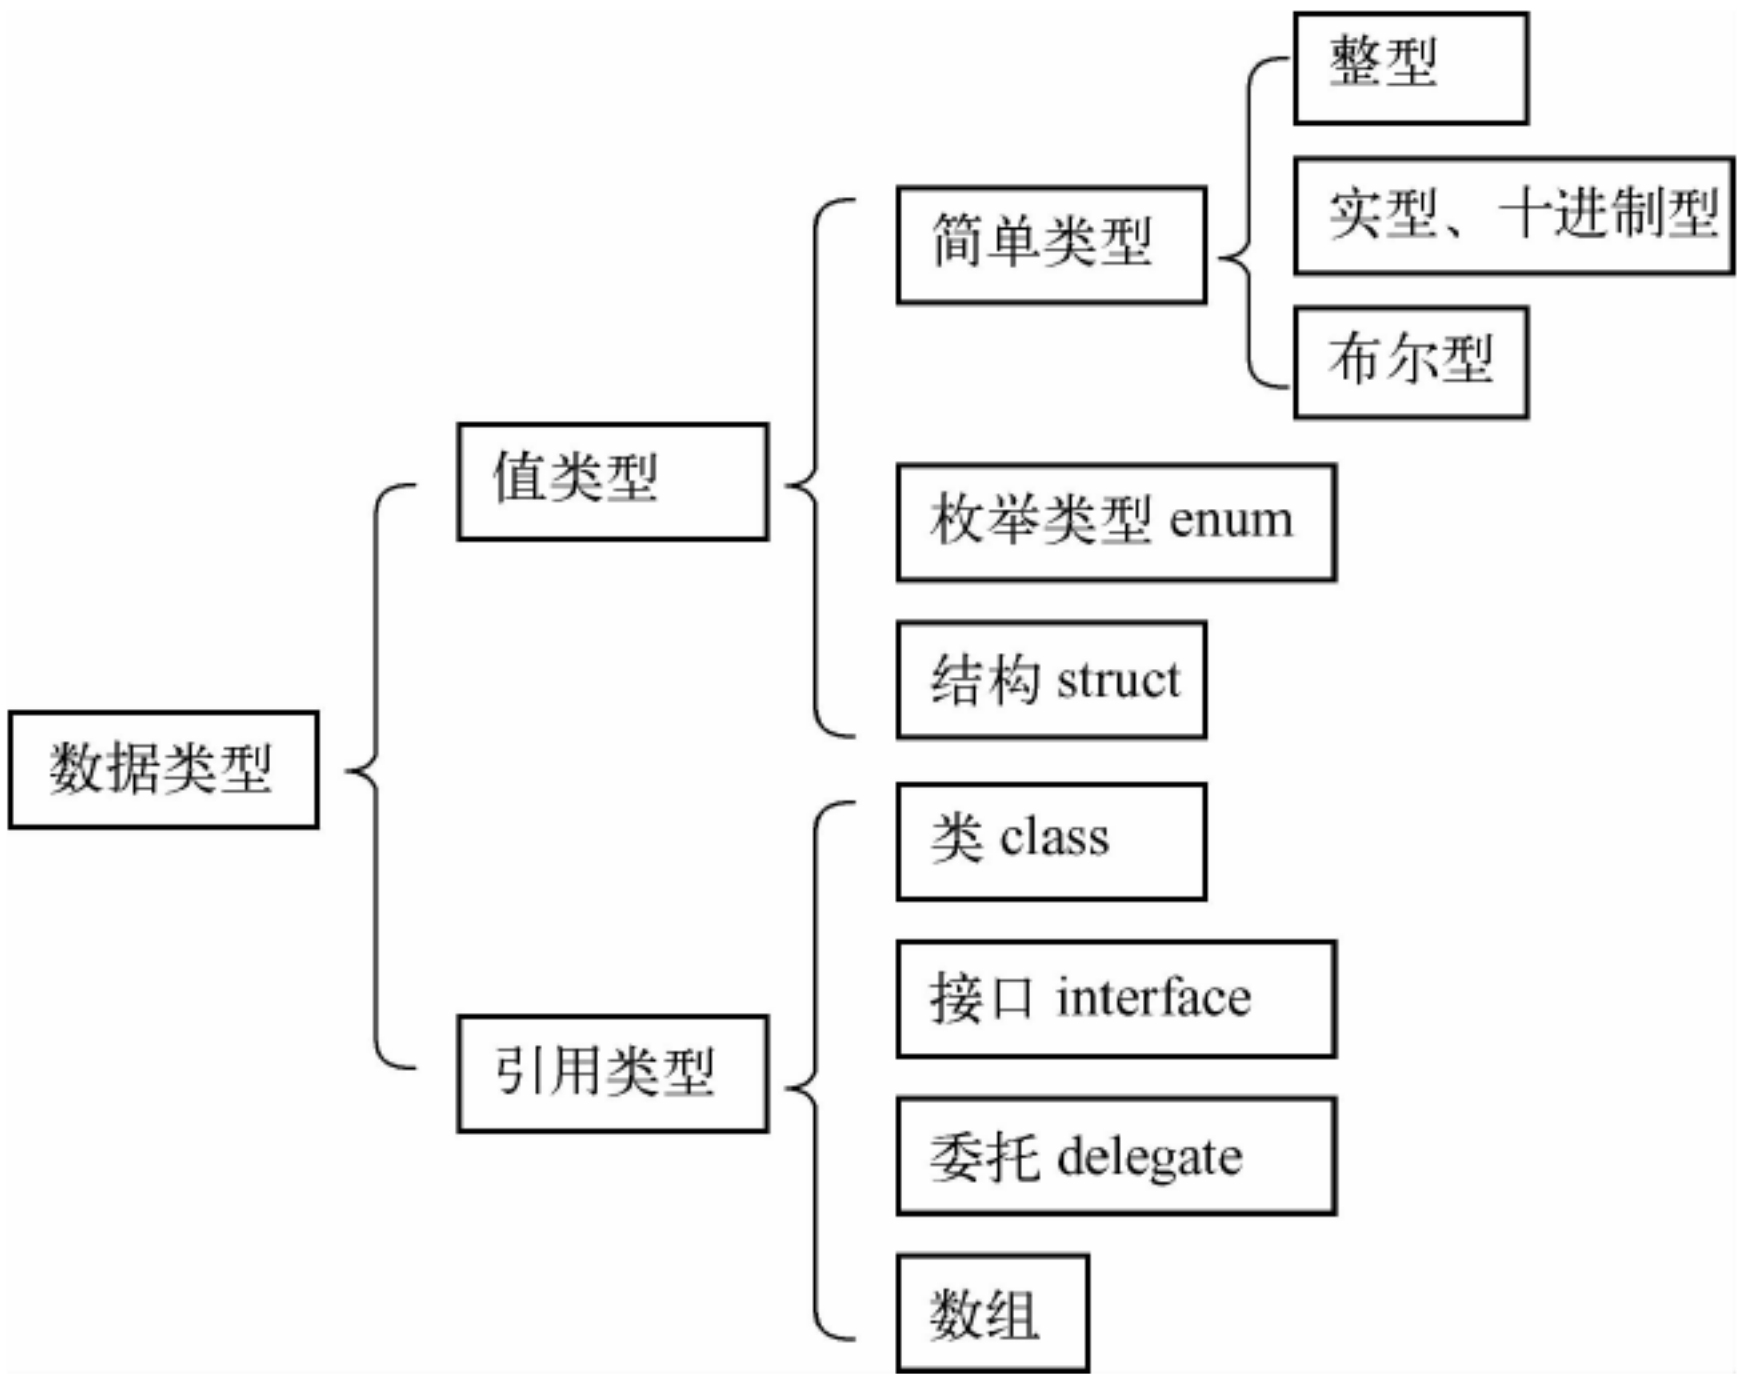 整型
实型、十进制型
简单类型
布尔型
值类型
枚举类型 enum
结构 struct
数据类型
类 class
接口 interface
引用类型
委托 delegate
数组